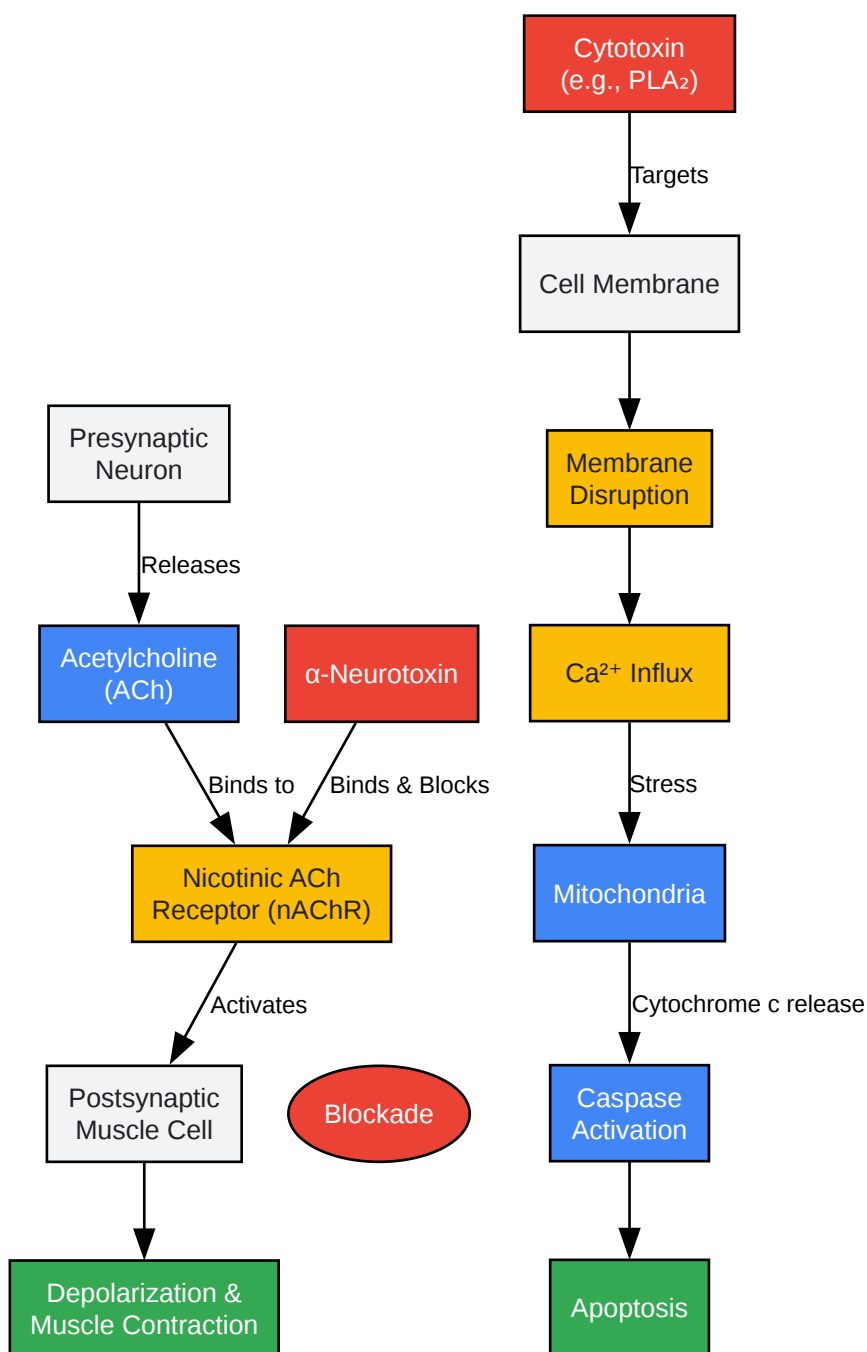 Cytotoxin
(e.g., PLA₂)
Targets
Cell Membrane
Membrane
Disruption
Ca²⁺ Influx
Stress
Mitochondria
Cytochrome c release
Caspase
Activation
Apoptosis
Presynaptic
Neuron
Releases
Acetylcholine
(ACh)
α-Neurotoxin
Binds to
Binds & Blocks
Nicotinic ACh
Receptor (nAChR)
Activates
Postsynaptic
Muscle Cell
Blockade
Depolarization &
Muscle Contraction